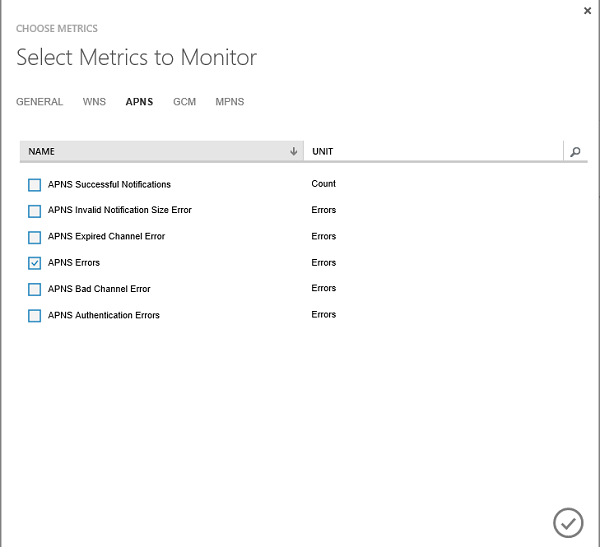 CHOOSE METRICS
Select Metrics to Monitor
GENERAL WNS APNS GCM MPNS
NAME UNIT
APNS Successful Notifications Count
APNS Invalid Notification Size Error Errors
APNS Expired Channel Error Errors
APNS Errors Errors
APNS Bad Channel Error Errors
APNS Authentication Errors Errors